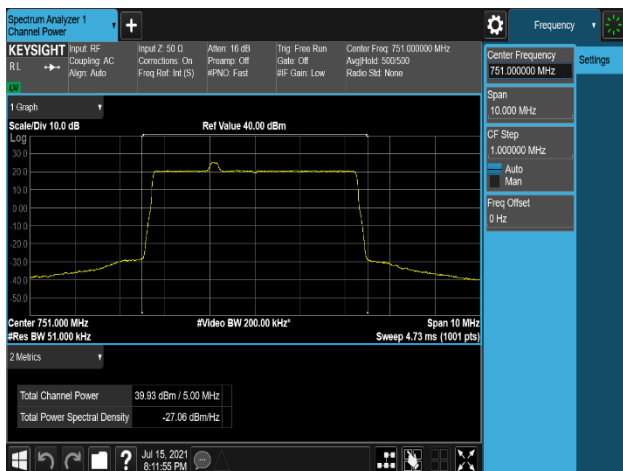 Spectrum Analyzer 1
Channel Power
+
Frequency
KEYSIGHT
Input: RF
Input Z: 50 Ω
Atten: 16 dB
Trig: Free Run
Center Freq: 751.000000 MHz
R L
Coupling: AC
Corrections: On
Preamp: Off
Gate: Off
Avg|Hold: 500/500
Align: Auto
Freq Ref: Int (S)
#PNO: Fast
#IF Gain: Low
Radio Std: None
Center Frequency
751.000000 MHz
Settings
Span
10.000 MHz
CF Step
1.000000 MHz
Auto
Man
Freq Offset
0 Hz
1 Graph
Scale/Div 10.0 dB
Ref Value 40.00 dBm
Log
30.0
20.0
10.0
0.00
-10.0
-20.0
-30.0
-40.0
-50.0
Center 751.000 MHz
#Video BW 200.00 kHz*
Span 10 MHz
#Res BW 51.000 kHz
Sweep 4.73 ms (1001 pts)
2 Metrics
Total Channel Power
39.93 dBm / 5.00 MHz
Total Power Spectral Density
-27.06 dBm/Hz
?
Jul 15, 2021
8:11:55 PM